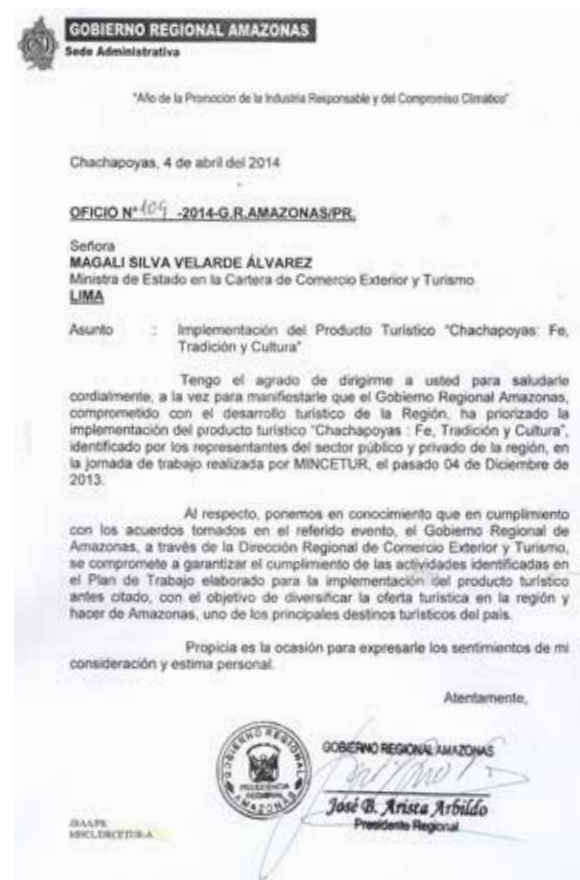 GOBIERNO REGIONAL AMAZONAS
Sede Administrativa
"Año de la Promoción de la Industria Responsable y del Compromiso Climático"
Chachapoyas, 4 de abril del 2014
OFICIO N° 109 -2014-G.R.AMAZONAS/PR.
Señora
MAGALI SILVA VELARDE ÁLVAREZ
Ministra de Estado en la Cartera de Comercio Exterior y Turismo
LIMA
Asunto : Implementación del Producto Turístico "Chachapoyas: Fe,
Tradición y Cultura"
Tengo el agrado de dirigirme a usted para saludarle
cordialmente, a la vez para manifiestarle que el Gobierno Regional Amazonas,
comprometido con el desarrollo turístico de la Región, ha priorizado la
implementación del producto turístico "Chachapoyas : Fe, Tradición y Cultura",
identificado por los representantes del sector público y privado de la región, en
la jornada de trabajo realizada por MINCETUR, el pasado 04 de Diciembre de
2013.
Al respecto, ponemos en conocimiento que en cumplimiento
con los acuerdos tomados en el referido evento, el Gobierno Regional de
Amazonas, a través de la Dirección Regional de Comercio Exterior y Turismo,
se compromete a garantizar el cumplimiento de las actividades identificadas en
el Plan de Trabajo elaborado para la implementación del producto turístico
antes citado, con el objetivo de diversificar la oferta turística en la región y
hacer de Amazonas, uno de los principales destinos turísticos del país.
Propicia es la ocasión para expresarle los sentimientos de mi
consideración y estima personal.
Atentamente,
GOBIERNO REGIONAL
PRESIDENCIA
REGIONAL
AMAZONAS
GOBIERNO REGIONAL AMAZONAS
José B. Arista Arbildo
Presidente Regional
JBAA/PR
MHCL/DIRCETUR-A